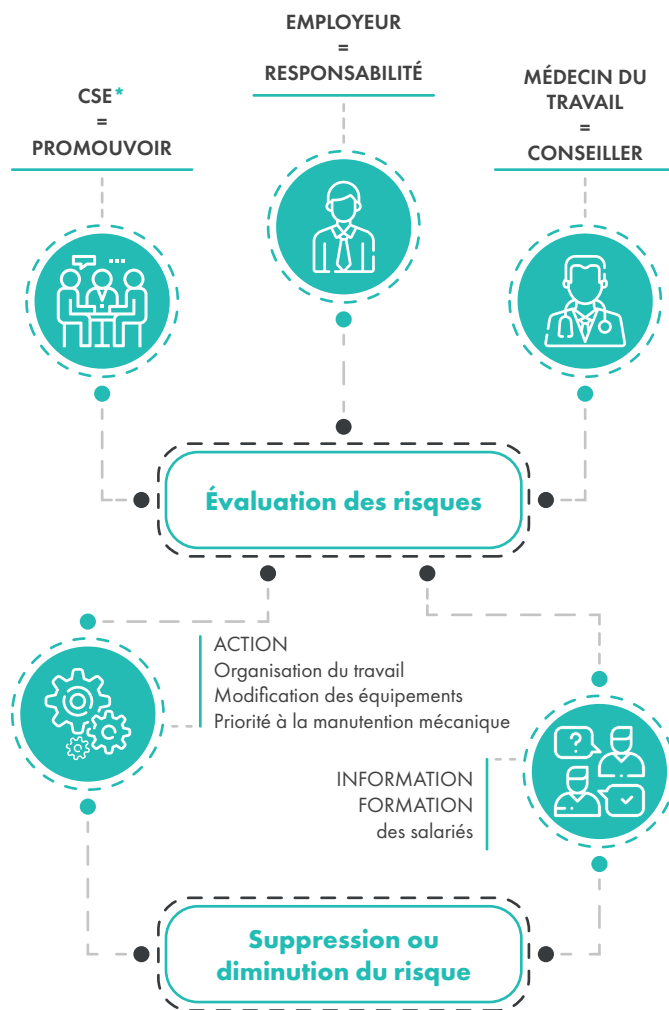 EMPLOYEUR
=
RESPONSABILITÉ
CSE*
=
PROMOUVOIR
MÉDECIN DU
TRAVAIL
=
CONSEILLER
Évaluation des risques
ACTION
Organisation du travail
Modification des équipements
Priorité à la manutention mécanique
INFORMATION
FORMATION
des salariés
Suppression ou
diminution du risque